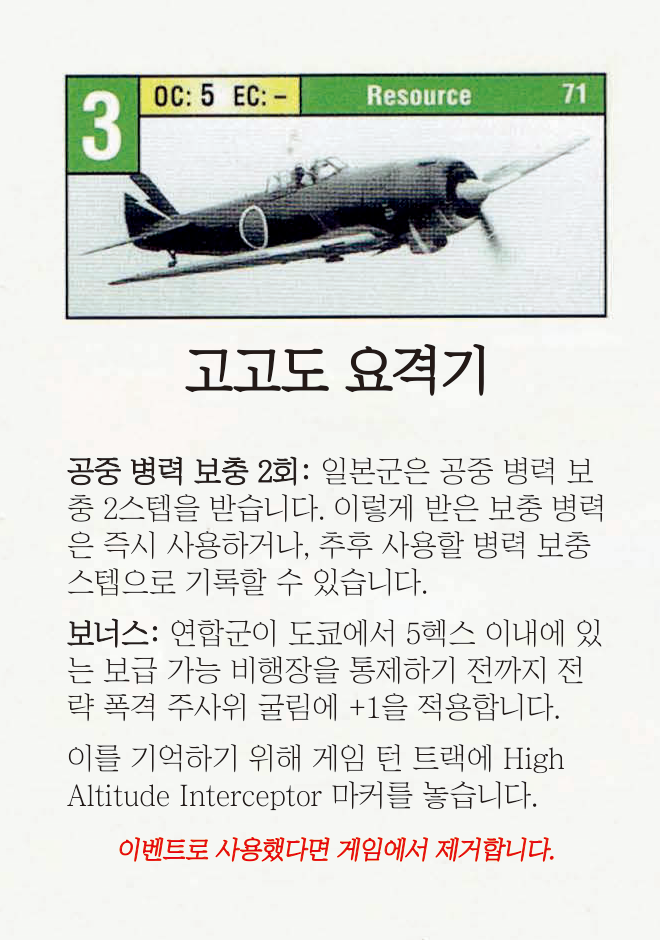 3 OC: 5 EC: – Resource 71
고고도 요격기
공중 병력 보충 2회: 일본군은 공중 병력 보
충 2스텝을 받습니다. 이렇게 받은 보충 병력
은 즉시 사용하거나, 추후 사용할 병력 보충
스텝으로 기록할 수 있습니다.
보너스: 연합군이 도쿄에서 5헥스 이내에 있
는 보급 가능 비행장을 통제하기 전까지 전
략 폭격 주사위 굴림에 +1을 적용합니다.
이를 기억하기 위해 게임 턴 트랙에 High
Altitude Interceptor 마커를 놓습니다.
이벤트로 사용했다면 게임에서 제거합니다.